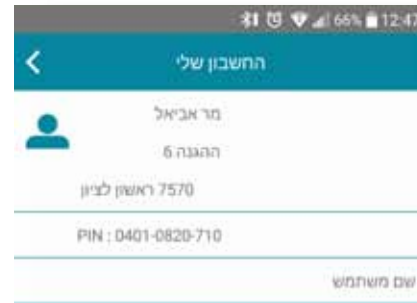 66% 12:47
החשבון שלי
מר אביאל
ההגנה 6
7570 ראשון לציון
PIN : 0401-0820-710
שם משתמש